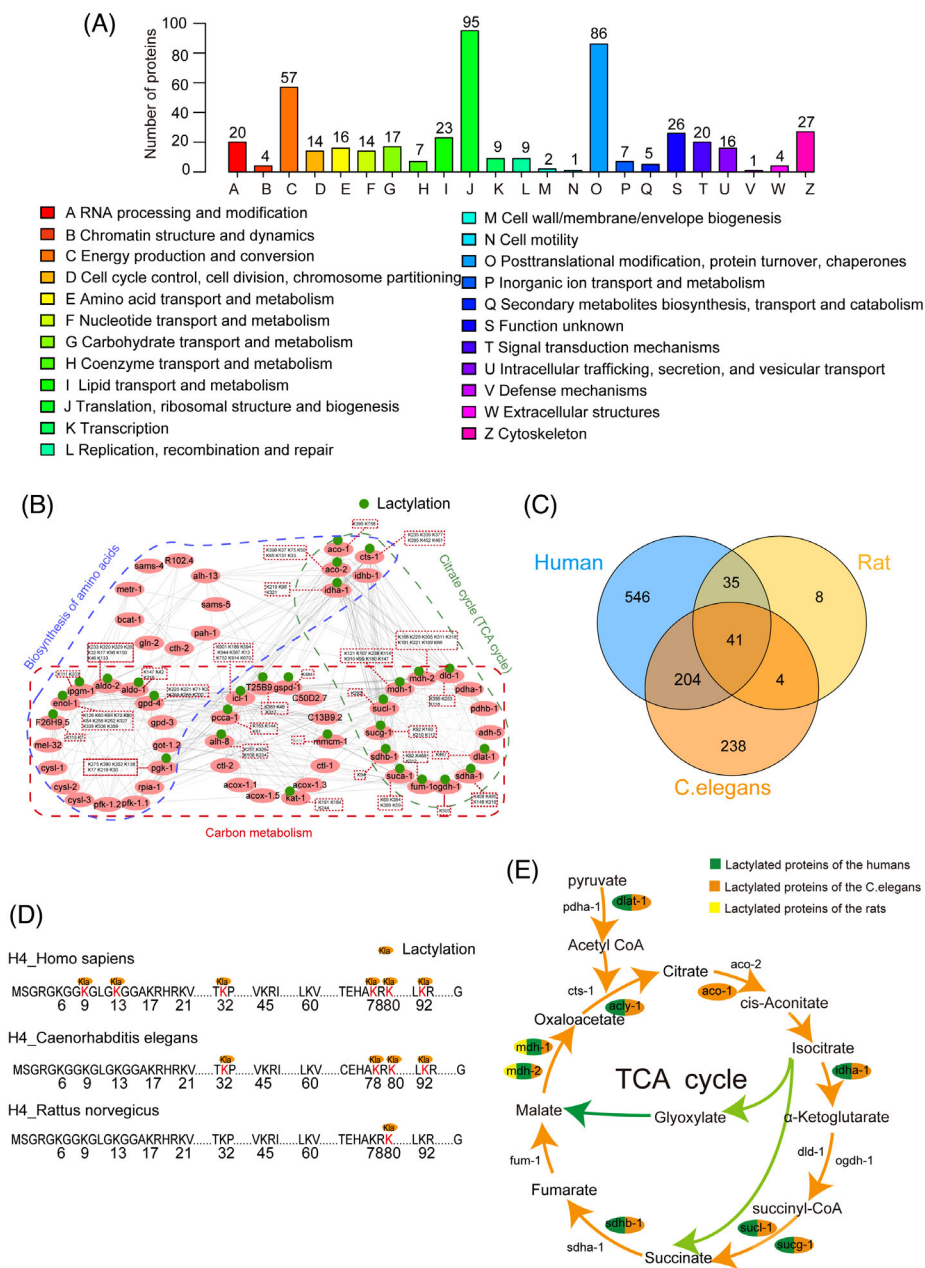 (A)
Number of proteins
100
80
60
40
20
0
20
4
57
14
16
14
17
7
23
95
9
9
2
1
86
7
5
26
20
16
1
4
27
A B C D E F G H I J K L M N O P Q S T U V W Z
A RNA processing and modification
B Chromatin structure and dynamics
C Energy production and conversion
D Cell cycle control, cell division, chromosome partitioning
E Amino acid transport and metabolism
F Nucleotide transport and metabolism
G Carbohydrate transport and metabolism
H Coenzyme transport and metabolism
I Lipid transport and metabolism
J Translation, ribosomal structure and biogenesis
K Transcription
L Replication, recombination and repair
M Cell wall/membrane/envelope biogenesis
N Cell motility
O Posttranslational modification, protein turnover, chaperones
P Inorganic ion transport and metabolism
Q Secondary metabolites biosynthesis, transport and catabolism
S Function unknown
T Signal transduction mechanisms
U Intracellular trafficking, secretion, and vesicular transport
V Defense mechanisms
W Extracellular structures
Z Cytoskeleton
(B)
Lactylation
Biosynthesis of amino acids
Citrate cycle (TCA cycle)
Carbon metabolism
aco-1
cts-1
aco-2
idhb-1
idha-1
R102.4
sams-4
alh-13
metr-1
sams-5
bcat-1
pah-1
gln-2
cth-2
ipgm-1
aldo-2
aldo-1
enol-1
gpd-4
F26H9.5
gpd-3
mel-32
got-1.2
cysl-1
pgk-1
cysl-2
rpia-1
cysl-3
pfk-1.2
pfk-1.1
icl-1
T25B9
gspd-1
C50D2.7
pcca-1
C13B9.2
alh-8
mmcm-1
ctl-2
ctl-1
acox-1.1
acox-1.3
acox-1.5
kat-1
mdh-1
mdh-2
dld-1
pdha-1
sucl-1
pdhb-1
sucg-1
adh-5
sdhb-1
dlat-1
suca-1
fum-1
ogdh-1
sdha-1
(C)
Human
Rat
C.elegans
546
35
8
41
204
4
238
(D)
Kla Lactylation
H4_Homo sapiens
Kla Kla Kla Kla Kla Kla
MSGRGKGGKGLGKGGAKRHRKV.....TKP.....VKRI......LKV.....TEHAKRK.....LKR......G
6 9 13 17 21 32 45 60 78 80 92
H4_Caenorhabditis elegans
Kla Kla Kla Kla
MSGRGKGGKGLGKGGAKRHRKV.....TKP.....VKRI......LKV.....CEHAKRK.....LKR......G
6 9 13 17 21 32 45 60 78 80 92
H4_Rattus norvegicus
Kla
MSGRGKGGKGLGKGGAKRHRKV.....TKP.....VKRI......LKV.....TEHAKRK.....LKR......G
6 9 13 17 21 32 45 60 78 80 92
(E)
Lactylated proteins of the humans
Lactylated proteins of the C.elegans
Lactylated proteins of the rats
pyruvate
pdha-1
dlat-1
Acetyl CoA
cts-1
acly-1
Citrate
aco-2
aco-1
cis-Aconitate
Oxaloacetate
Isocitrate
mdh-1
mdh-2
idha-1
TCA cycle
Malate
Glyoxylate
α-Ketoglutarate
fum-1
dld-1
ogdh-1
Fumarate
succinyl-CoA
sdhb-1
sucl-1
sucg-1
sdha-1
Succinate